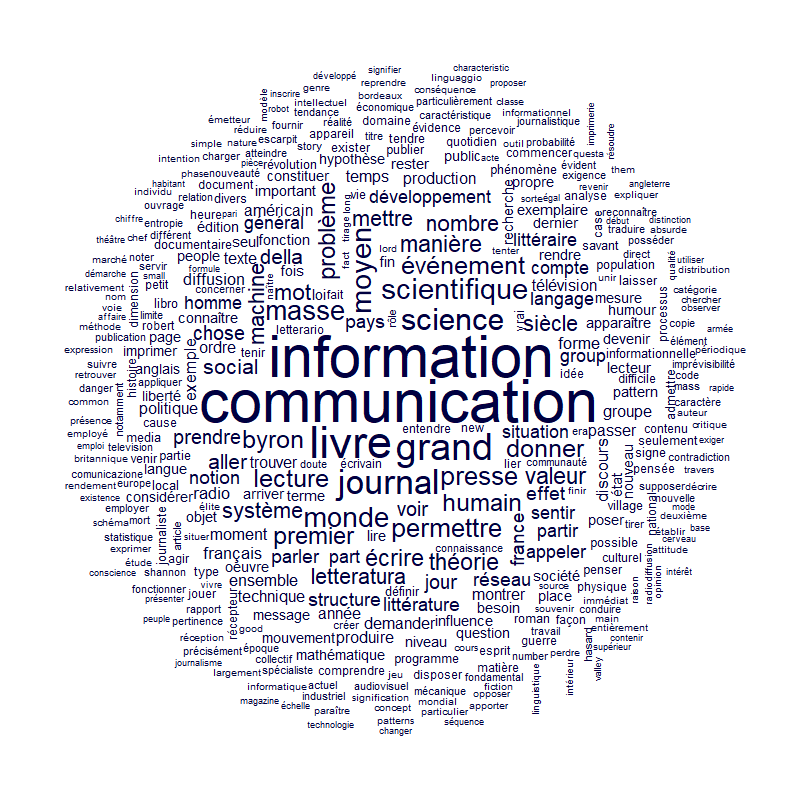 characteristic
signifier
développé
linguaggio
reprendre
proposer
genre
bordeaux
conséquence
modèle
inscrire
intellectuel
particulièrement
classe
robot
tendance
économique
caractéristique
informationnel
imprimerie
émetteur
fournir
réalité
domaine
évidence
percevoir
journalistique
réduire
escarpit
appareil
titre
tendre
quotidien
outil
probabilité
résoudre
simple
nature
story
exister
publier
public
acte
commencer
questa
intention
charger
atteindre
hypothèse
rester
phénomène
évident
them
pièce
révolution
exigence
phase
nouveauté
constituer
temps
production
propre
revenir
angleterre
habitant
individu
relation
divers
document
important
problème
vie
développement
recherche
sorte
égal
analyse
expliquer
ouvrage
long
tirage
chiffre
heure
pari
américain
mettre
nombre
exemplaire
case
reconnaître
début
distinction
entropie
édition
général
moyen
littéraire
dernier
traduire
absurde
théâtre
chef
différent
seul
fonction
lord
manière
tenter
rendre
savant
posséder
documentaire
texte
della
fact
fin
événement
compte
population
direct
qualité
marché
noter
people
fois
scientifique
télévision
unir
laisser
utiliser
démarche
servir
diffusion
machine
naître
mot
loi
fait
langage
mesure
catégorie
distribution
relativement
small
formule
concerner
petit
dimension
homme
masse
rôle
science
vrai
siècle
humour
processus
chercher
observer
nom
voie
libro
connaître
letterario
pays
apparaître
copie
armée
affaire
limite
robert
chose
forme
devenir
élément
méthode
publication
page
ordre
tenir
information
group
informationnelle
périodique
expression
imprimer
exemple
idée
lecteur
imprévisibilité
suivre
anglais
social
difficile
code
retrouver
histoire
appliquer
communication
pattern
admettre
mass
rapide
danger
liberté
groupe
caractère
common
notamment
politique
auteur
présence
cause
entendre
new
situation
era
passer
contenu
critique
employé
media
prendre
byron
livre
grand
donner
seulement
exiger
emploi
television
partie
signe
contradiction
britannique
venir
aller
trouver
doute
écrivain
lier
communauté
discours
nouveau
pensée
travers
comunicazione
langue
notion
lecture
journal
presse
valeur
état
supposer
décrire
rendement
europe
considérer
radio
arriver
terme
effet
finir
nouvelle
existence
élite
système
monde
voir
humain
sentir
village
national
mode
employer
objet
poser
tirer
deuxième
schéma
mort
journaliste
article
situer
moment
premier
lire
permettre
france
partir
établir
base
statistique
possible
cerveau
exprimer
français
parler
part
écrire
connaissance
appeler
culturel
attitude
étude
agir
oeuvre
théorie
radiodiffusion
opinion
conscience
shannon
type
ensemble
letteratura
jour
réseau
société
penser
raison
intérêt
fonctionner
vivre
définir
source
physique
présenter
jouer
récepteur
technique
structure
littérature
montrer
place
immédiat
rapport
besoin
souvenir
conduire
peuple
pertinence
message
année
demander
influence
roman
façon
main
good
créer
travail
entièrement
réception
époque
mouvement
produire
niveau
question
guerre
hasard
contenir
précisément
cours
esprit
supérieur
journalisme
collectif
mathématique
programme
number
perdre
valley
largement
spécialiste
comprendre
jeu
disposer
matière
fondamental
linguistique
intérieur
informatique
actuel
audiovisuel
mécanique
opposer
fiction
magazine
industriel
signification
mondial
apporter
échelle
paraître
concept
particulier
technologie
patterns
séquence
changer